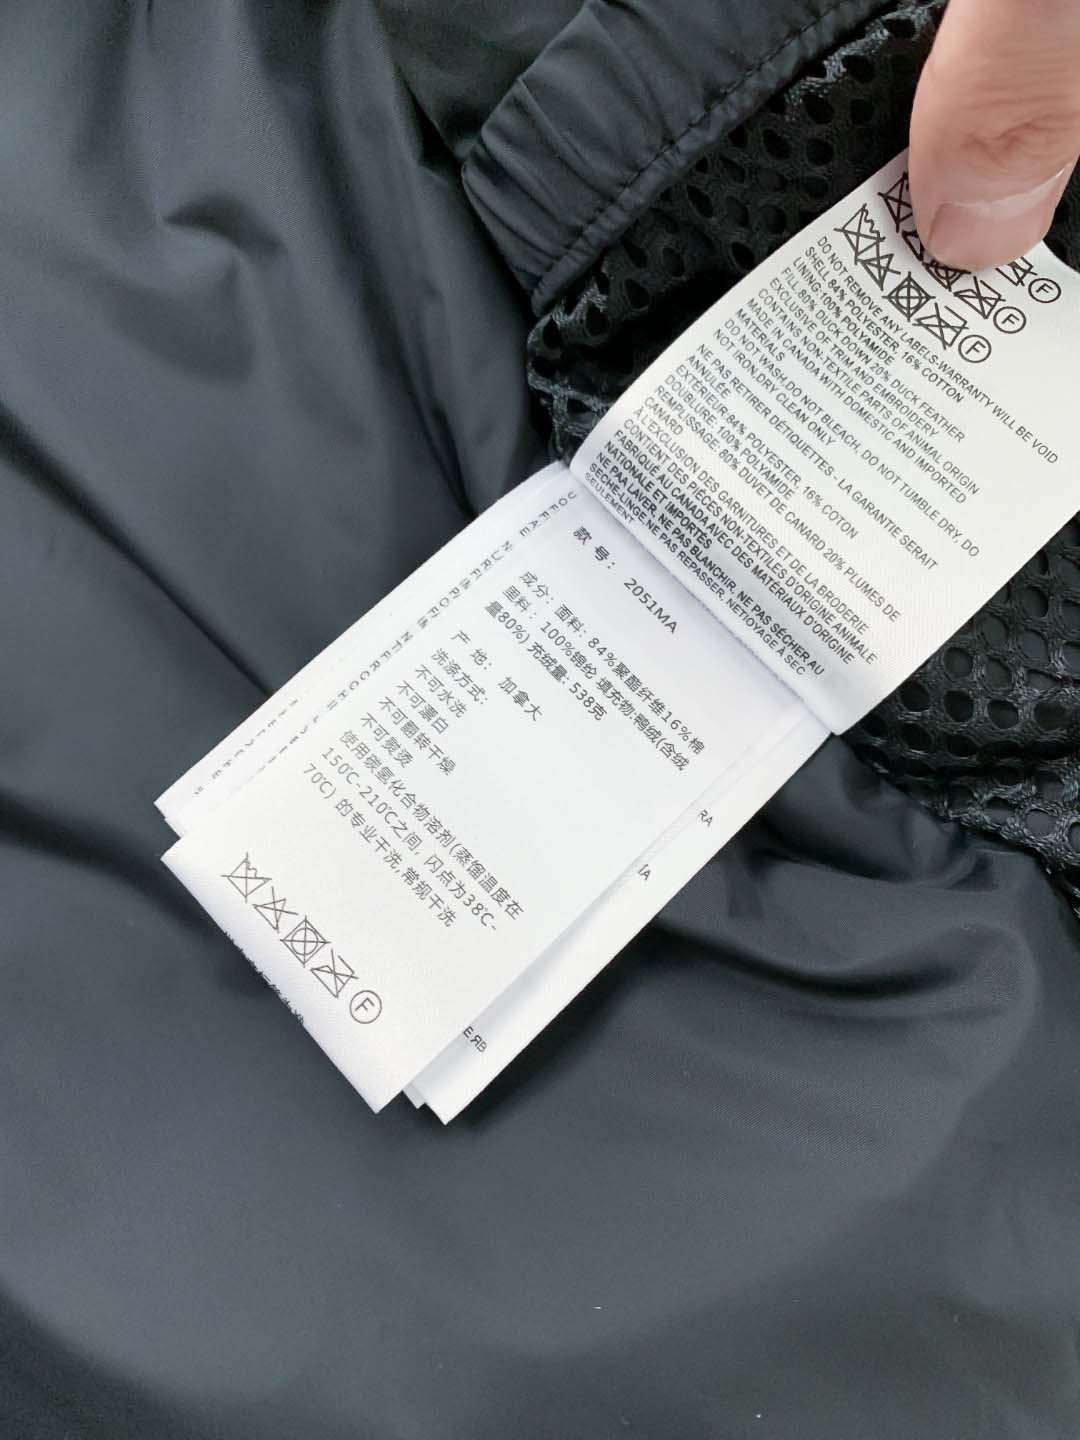 DO NOT REMOVE ANY LABELS-WARRANTY WILL BE VOID
SHELL:84% POLYESTER, 16% COTTON
LINING:100% POLYAMIDE
FILL:80% DUCK DOWN,20% DUCK FEATHER
EXCLUSIVE OF TRIM AND EMBROIDERY
CONTAINS NON-TEXTILE PARTS OF ANIMAL ORIGIN
MADE IN CANADA WITH DOMESTIC AND IMPORTED
MATERIALS
DO NOT WASH,DO NOT BLEACH, DO NOT TUMBLE DRY, DO
NOT IRON,DRY CLEAN ONLY
NE PAS RETIRER DÉTIQUETTES - LA GARANTIE SERAIT
ANNULÉE
EXTÉRIEUR:84% POLYESTER, 16% COTON
DOUBLURE:100% POLYAMIDE
REMPLISSAGE: 80% DUVET DE CANARD 20% PLUMES DE
CANARD
À L'EXCLUSION DES GARNITURES ET DE LA BRODERIE
CONTIENT DES PIÈCES NON-TEXTILES D'ORIGINE ANIMALE
FABRIQUÉ AU CANADA AVEC DES MATÉRIAUX D'ORIGINE
NATIONALE ET IMPORTÉS
NE PAA LAVER, NE PAS BLANCHIR, NE PAS SÉCHER AU
SÈCHE-LINGE, NE PAS REPASSER, NETIOYAGE À SEC
SEULEMENT
款号: 2051MA
成分: 面料: 84%聚酯纤维16%棉
里料: 100%锦纶 填充物:鸭绒(含绒
量80%) 充绒量: 538克
产地: 加拿大
洗涤方式:
不可水洗
不可漂白
不可翻转干燥
不可熨烫
使用碳氢化合物溶剂(蒸馏温度在
150℃-210℃之间, 闪点为38℃-
70℃) 的专业干洗,常规干洗
F
F
F
F